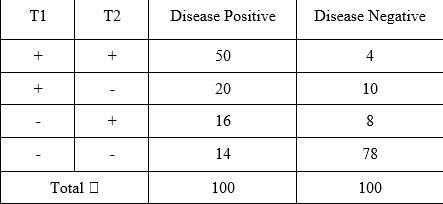 T1 T2 Disease Positive Disease Negative
+ + 50 4
+ - 20 10
- + 16 8
- - 14 78
Total 100 100